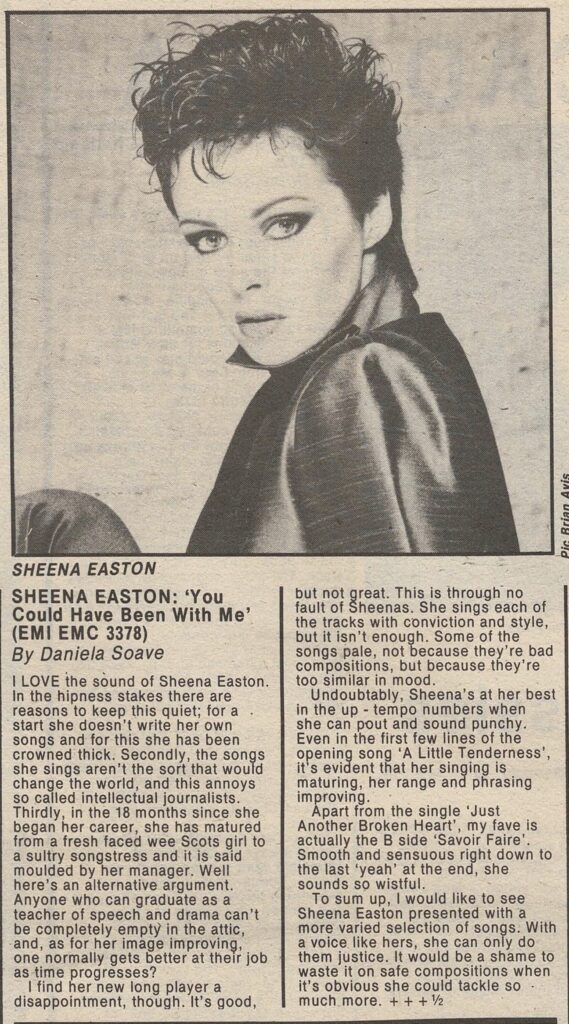 Pic Brian Avis
SHEENA EASTON
SHEENA EASTON: ‘You
Could Have Been With Me’
(EMI EMC 3378)
By Daniela Soave
I LOVE the sound of Sheena Easton.
In the hipness stakes there are
reasons to keep this quiet; for a
start she doesn’t write her own
songs and for this she has been
crowned thick. Secondly, the songs
she sings aren’t the sort that would
change the world, and this annoys
so called intellectual journalists.
Thirdly, in the 18 months since she
began her career, she has matured
from a fresh faced wee Scots girl to
a sultry songstress and it is said
moulded by her manager. Well
here’s an alternative argument.
Anyone who can graduate as a
teacher of speech and drama can’t
be completely empty in the attic,
and, as for her image improving,
one normally gets better at their job
as time progresses?
I find her new long player a
disappointment, though. It’s good,
but not great. This is through no
fault of Sheenas. She sings each of
the tracks with conviction and style,
but it isn’t enough. Some of the
songs pale, not because they’re bad
compositions, but because they’re
too similar in mood.
Undoubtably, Sheena’s at her best
in the up - tempo numbers when
she can pout and sound punchy.
Even in the first few lines of the
opening song ‘A Little Tenderness’,
it’s evident that her singing is
maturing, her range and phrasing
improving.
Apart from the single ‘Just
Another Broken Heart’, my fave is
actually the B side ‘Savoir Faire’.
Smooth and sensuous right down to
the last ‘yeah’ at the end, she
sounds so wistful.
To sum up, I would like to see
Sheena Easton presented with a
more varied selection of songs. With
a voice like hers, she can only do
them justice. It would be a shame to
waste it on safe compositions when
it’s obvious she could tackle so
much more. + + + ½